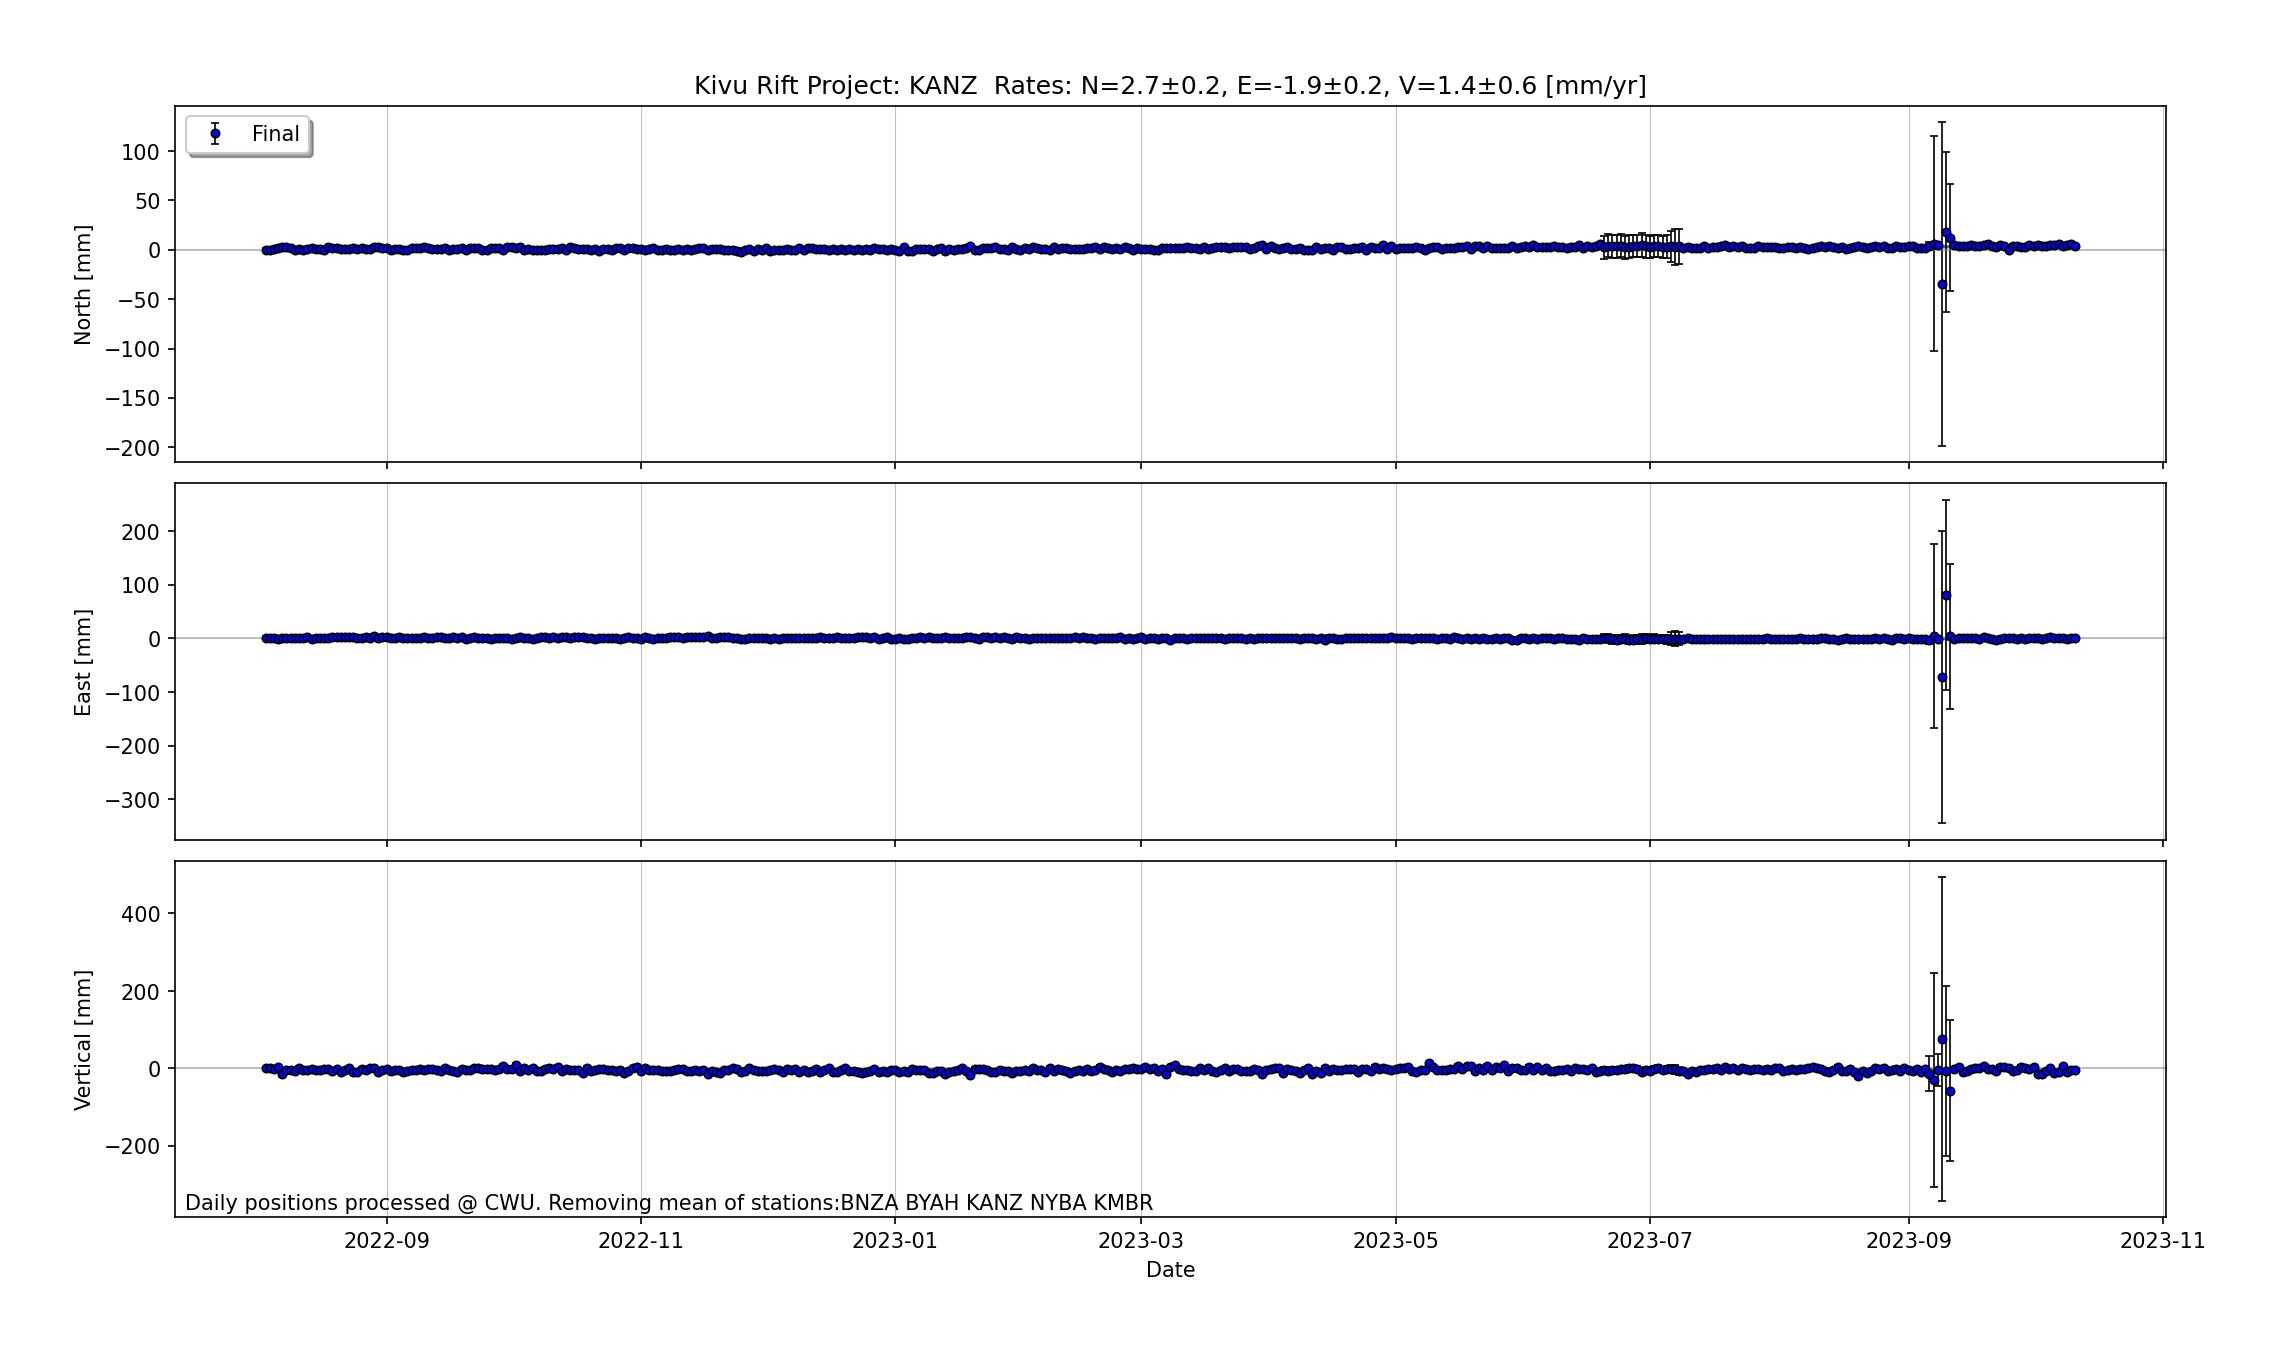 Kivu Rift Project: KANZ  Rates: N=2.7±0.2, E=-1.9±0.2, V=1.4±0.6 [mm/yr]
Final
North [mm]
100
50
0
−50
−100
−150
−200
East [mm]
200
100
0
−100
−200
−300
Vertical [mm]
400
200
0
−200
Daily positions processed @ CWU. Removing mean of stations:BNZA BYAH KANZ NYBA KMBR
2022-09 2022-11 2023-01 2023-03 2023-05 2023-07 2023-09 2023-11
Date